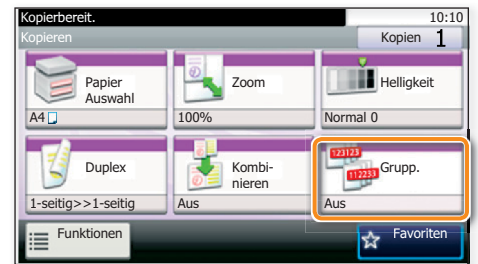 Kopierbereit. 10:10
Kopieren Kopien 1
Papier
Auswahl
A4
Zoom
100%
Helligkeit
Normal 0
Duplex
1-seitig>>1-seitig
Kombi-
nieren
Aus
123123
112233
Grupp.
Aus
Funktionen
Favoriten